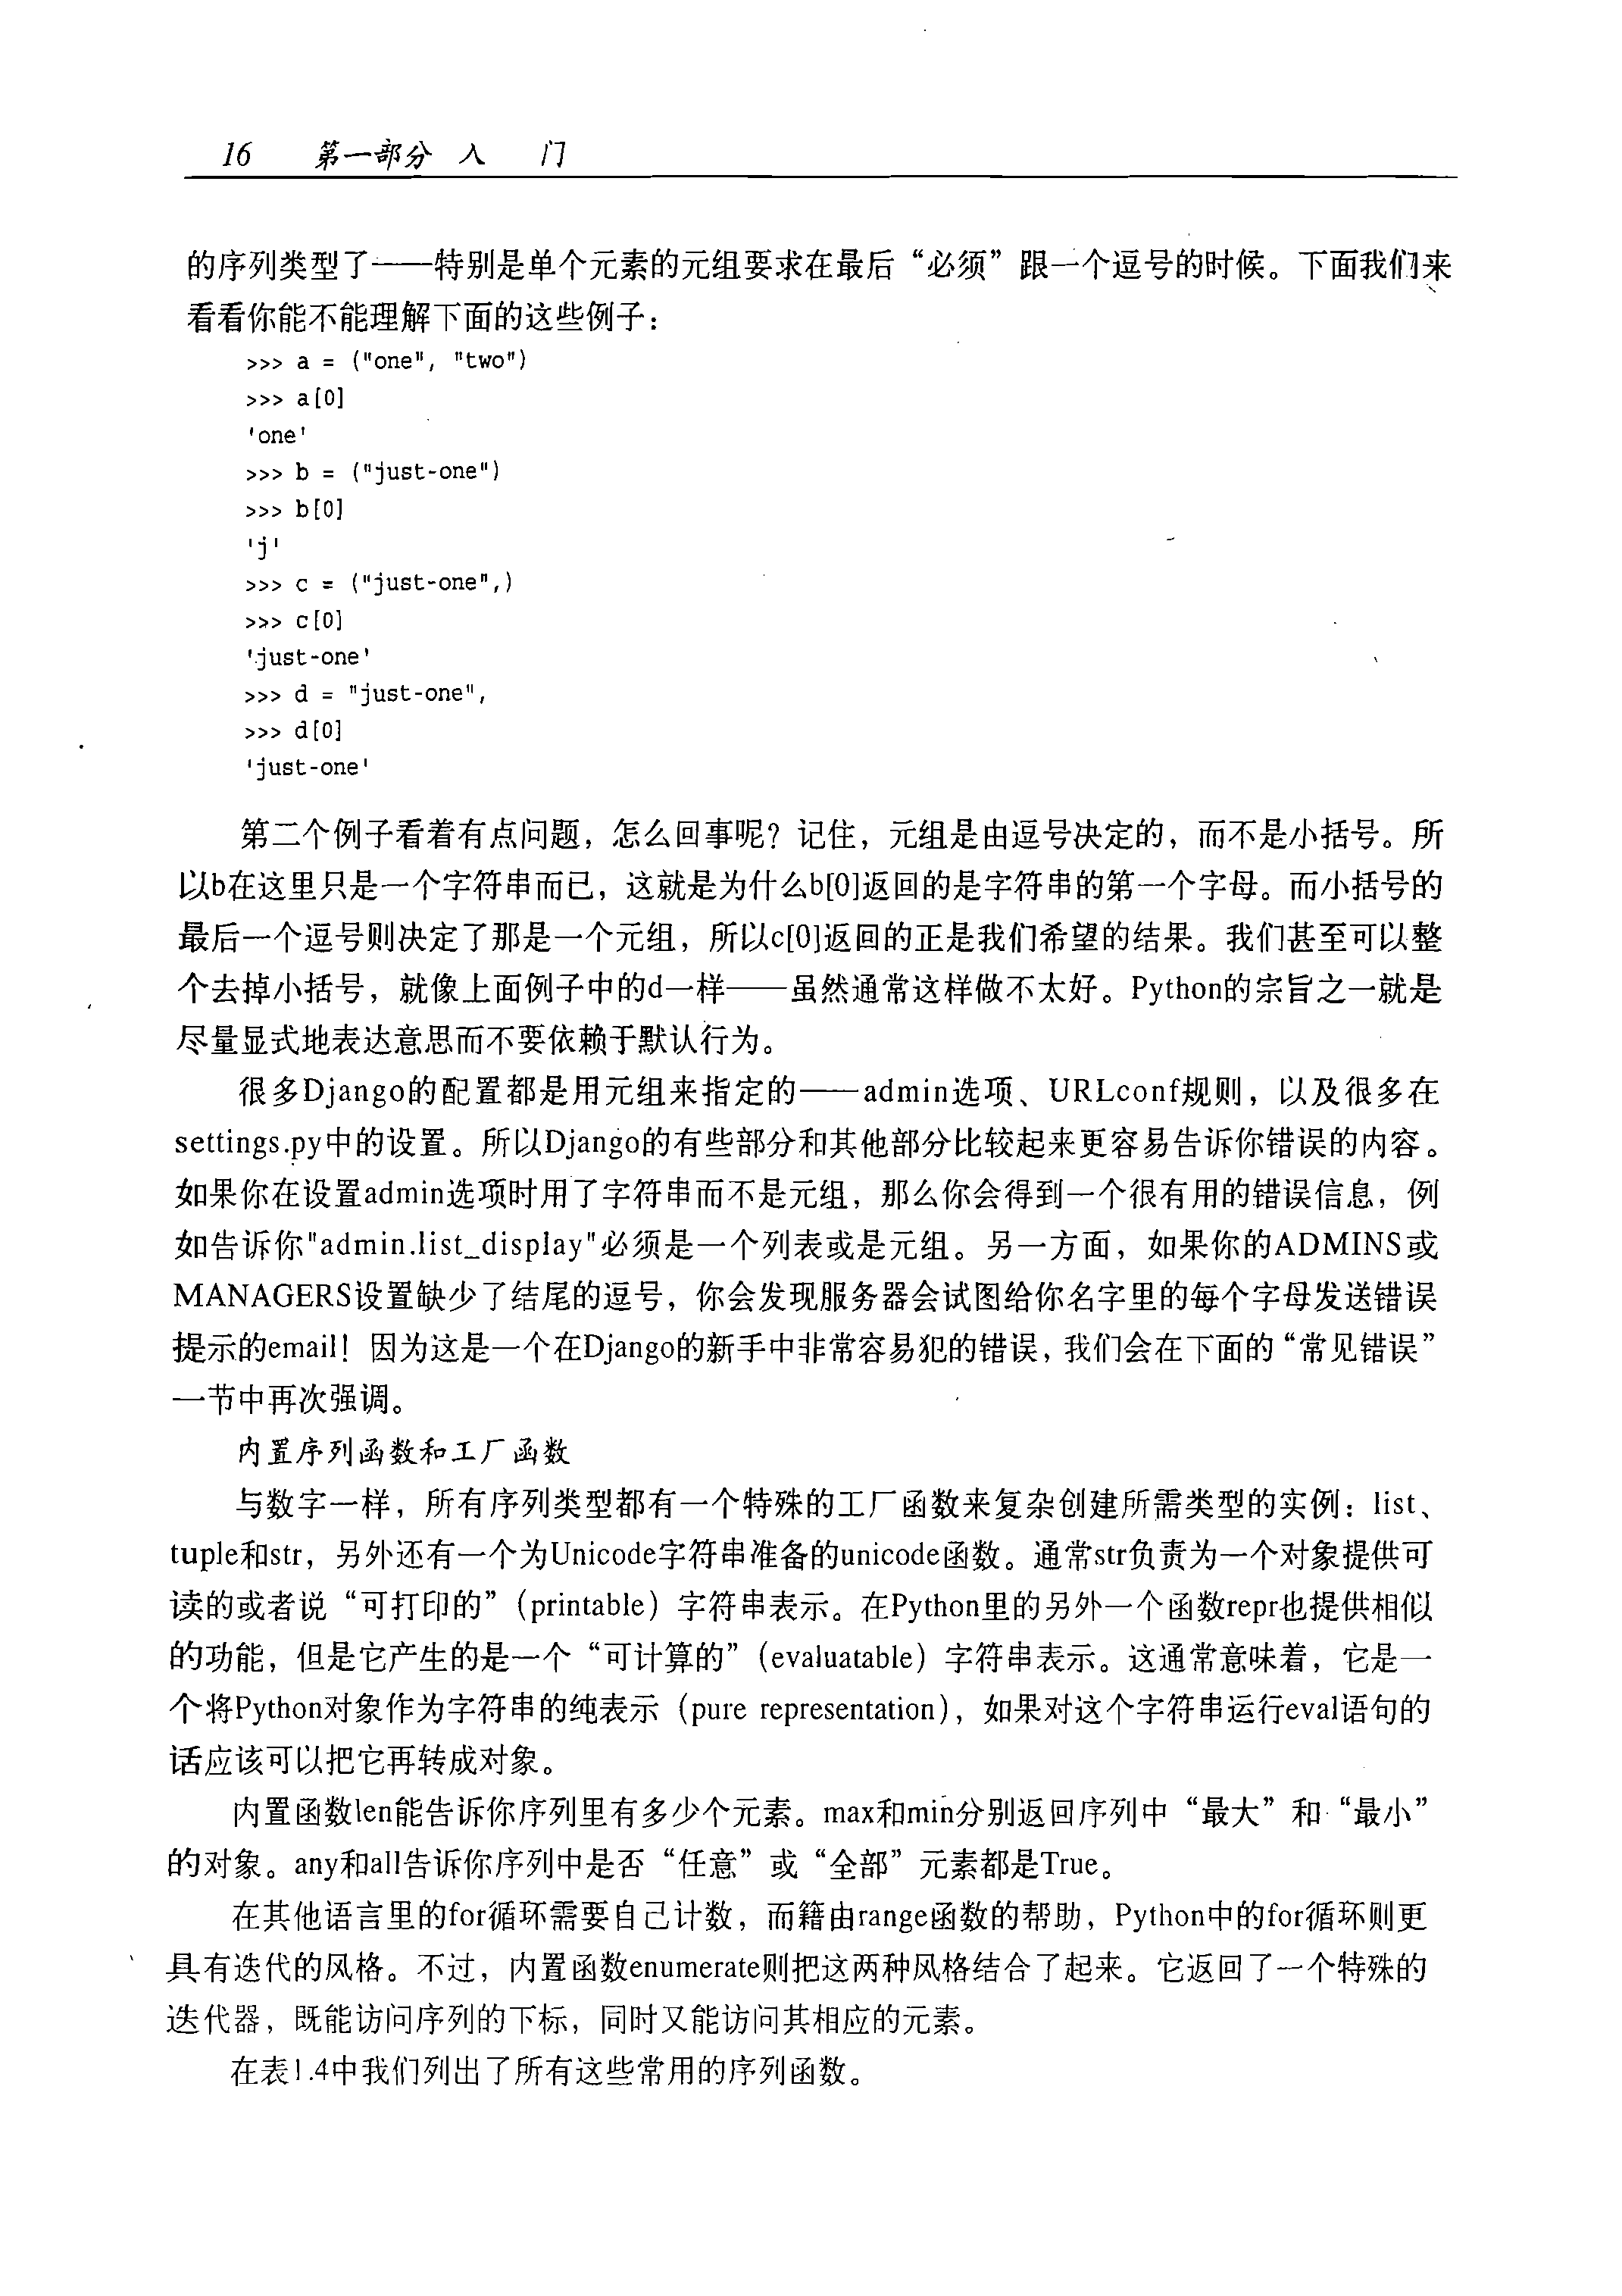 16 第一部分 入 门
的序列类型了——特别是单个元素的元组要求在最后“必须”跟一个逗号的时候。下面我们来
看看你能不能理解下面的这些例子：
>>> a = ("one", "two")
>>> a[0]
'one'
>>> b = ("just-one")
>>> b[0]
'j'
>>> c = ("just-one",)
>>> c[0]
'just-one'
>>> d = "just-one",
>>> d[0]
'just-one'
第二个例子看着有点问题，怎么回事呢？记住，元组是由逗号决定的，而不是小括号。所
以b在这里只是一个字符串而已，这就是为什么b[0]返回的是字符串的第一个字母。而小括号的
最后一个逗号则决定了那是一个元组，所以c[0]返回的正是我们希望的结果。我们甚至可以整
个去掉小括号，就像上面例子中的d一样——虽然通常这样做不太好。Python的宗旨之一就是
尽量显式地表达意思而不要依赖于默认行为。
很多Django的配置都是用元组来指定的——admin选项、URLconf规则，以及很多在
settings.py中的设置。所以Django的有些部分和其他部分比较起来更容易告诉你错误的内容。
如果你在设置admin选项时用了字符串而不是元组，那么你会得到一个很有用的错误信息，例
如告诉你"admin.list_display"必须是一个列表或是元组。另一方面，如果你的ADMINS或
MANAGERS设置缺少了结尾的逗号，你会发现服务器会试图给你名字里的每个字母发送错误
提示的email！因为这是一个在Django的新手中非常容易犯的错误，我们会在下面的“常见错误”
一节中再次强调。
内置序列函数和工厂函数
与数字一样，所有序列类型都有一个特殊的工厂函数来复杂创建所需类型的实例：list、
tuple和str，另外还有一个为Unicode字符串准备的unicode函数。通常str负责为一个对象提供可
读的或者说“可打印的”（printable）字符串表示。在Python里的另外一个函数repr也提供相似
的功能，但是它产生的是一个“可计算的”（evaluatable）字符串表示。这通常意味着，它是一
个将Python对象作为字符串的纯表示（pure representation），如果对这个字符串运行eval语句的
话应该可以把它再转成对象。
内置函数len能告诉你序列里有多少个元素。max和min分别返回序列中“最大”和“最小”
的对象。any和all告诉你序列中是否“任意”或“全部”元素都是True。
在其他语言里的for循环需要自己计数，而籍由range函数的帮助，Python中的for循环则更
具有迭代的风格。不过，内置函数enumerate则把这两种风格结合了起来。它返回了一个特殊的
迭代器，既能访问序列的下标，同时又能访问其相应的元素。
在表1.4中我们列出了所有这些常用的序列函数。